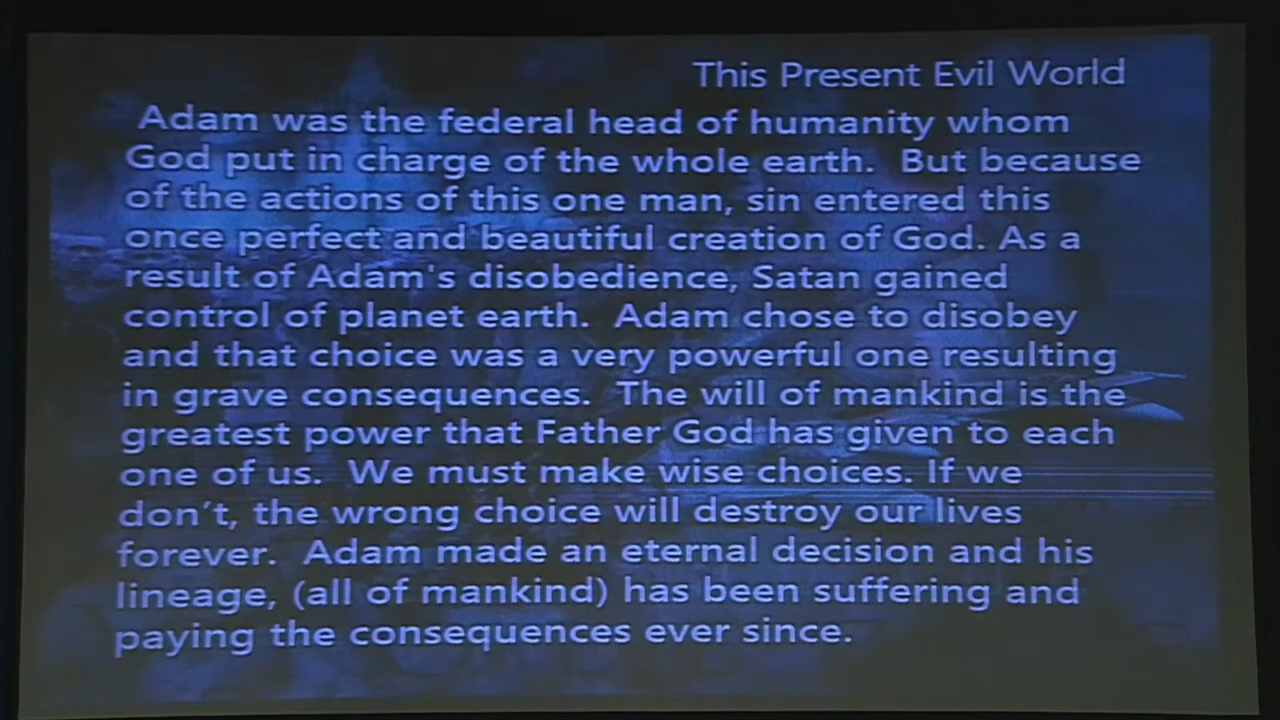 This Present Evil World
Adam was the federal head of humanity whom
God put in charge of the whole earth. But because
of the actions of this one man, sin entered this
once perfect and beautiful creation of God. As a
result of Adam's disobedience, Satan gained
control of planet earth. Adam chose to disobey
and that choice was a very powerful one resulting
in grave consequences. The will of mankind is the
greatest power that Father God has given to each
one of us. We must make wise choices. If we
don't, the wrong choice will destroy our lives
forever. Adam made an eternal decision and his
lineage, (all of mankind) has been suffering and
paying the consequences ever since.